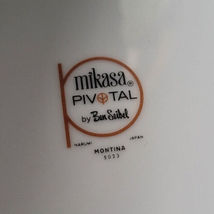 mikasa®
PIVOTAL
by Ben Seibel
NARUMI JAPAN
MONTINA
5023